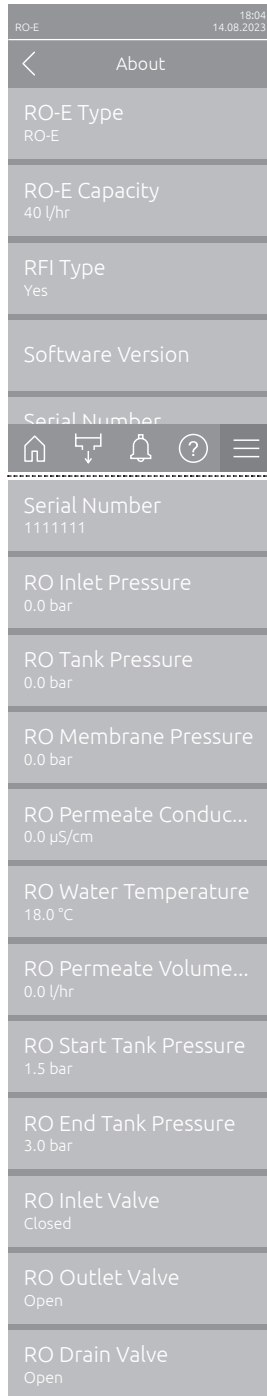 18:04
RO-E
14.08.2023
About
RO-E Type
RO-E
RO-E Capacity
40 l/hr
RFI Type
Yes
Software Version
Serial Number
?
Serial Number
1111111
RO Inlet Pressure
0.0 bar
RO Tank Pressure
0.0 bar
RO Membrane Pressure
0.0 bar
RO Permeate Conduc...
0.0 µS/cm
RO Water Temperature
18.0 °C
RO Permeate Volume...
0.0 l/hr
RO Start Tank Pressure
1.5 bar
RO End Tank Pressure
3.0 bar
RO Inlet Valve
Closed
RO Outlet Valve
Open
RO Drain Valve
Open